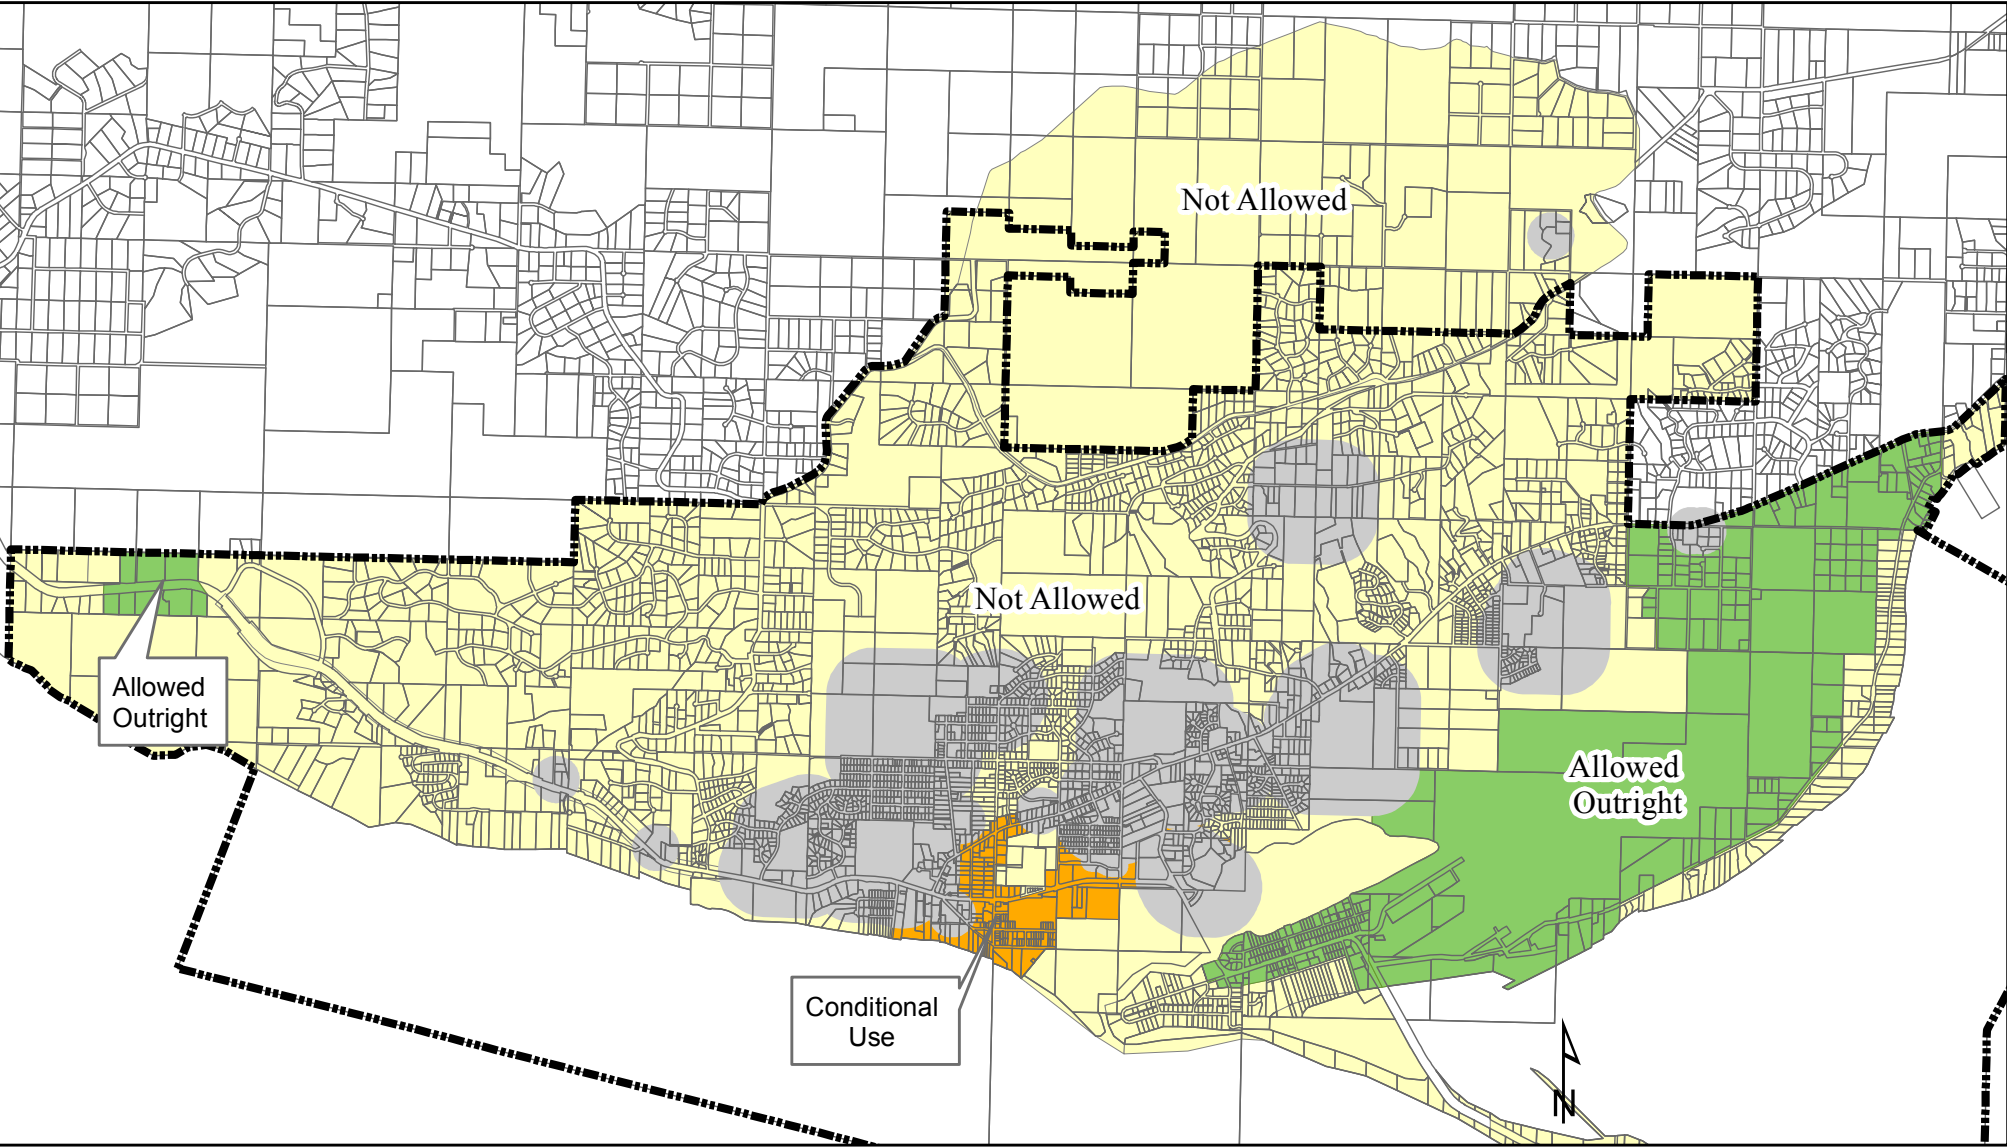 Not Allowed
Not Allowed
Allowed
Outright
Allowed
Outright
Conditional
Use
N